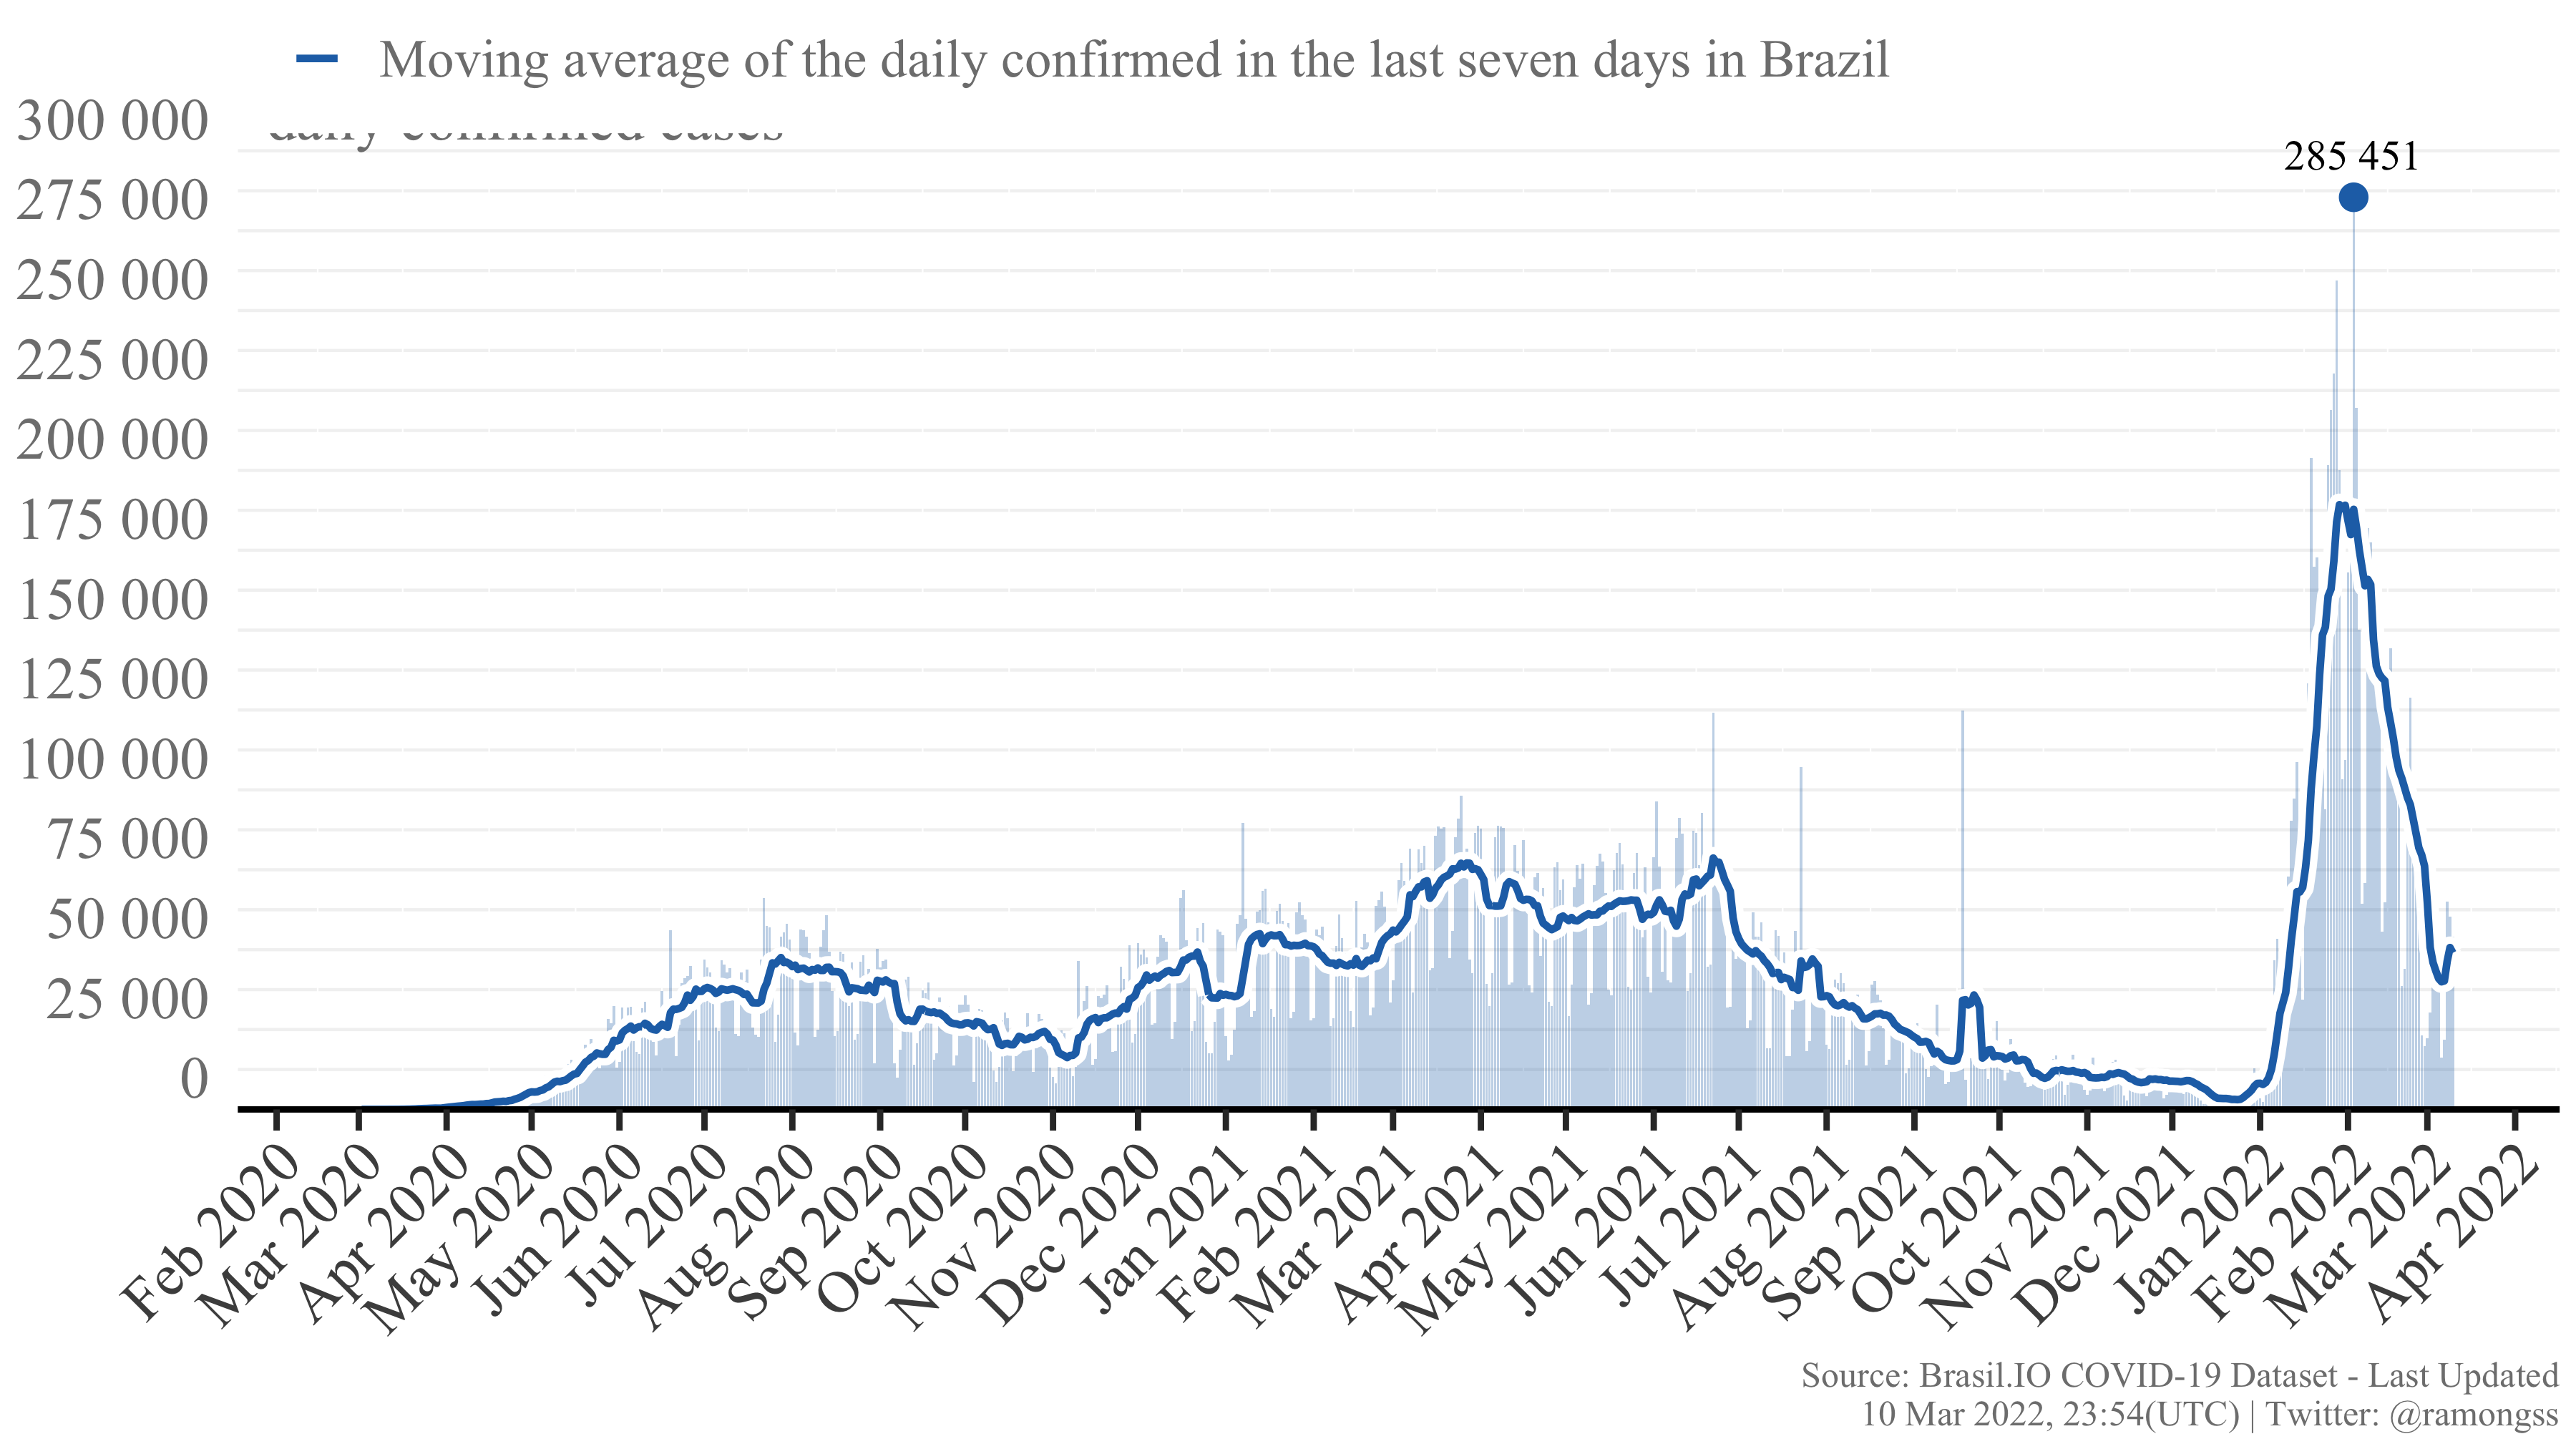 Moving average of the daily confirmed in the last seven days in Brazil
daily confirmed cases
300 000
285 451
275 000
250 000
225 000
200 000
175 000
150 000
125 000
100 000
75 000
50 000
25 000
0
Feb 2020
Mar 2020
Apr 2020
May 2020
Jun 2020
Jul 2020
Aug 2020
Sep 2020
Oct 2020
Nov 2020
Dec 2020
Jan 2021
Feb 2021
Mar 2021
Apr 2021
May 2021
Jun 2021
Jul 2021
Aug 2021
Sep 2021
Oct 2021
Nov 2021
Dec 2021
Jan 2022
Feb 2022
Mar 2022
Apr 2022
Source: Brasil.IO COVID-19 Dataset - Last Updated
10 Mar 2022, 23:54(UTC) | Twitter: @ramongss